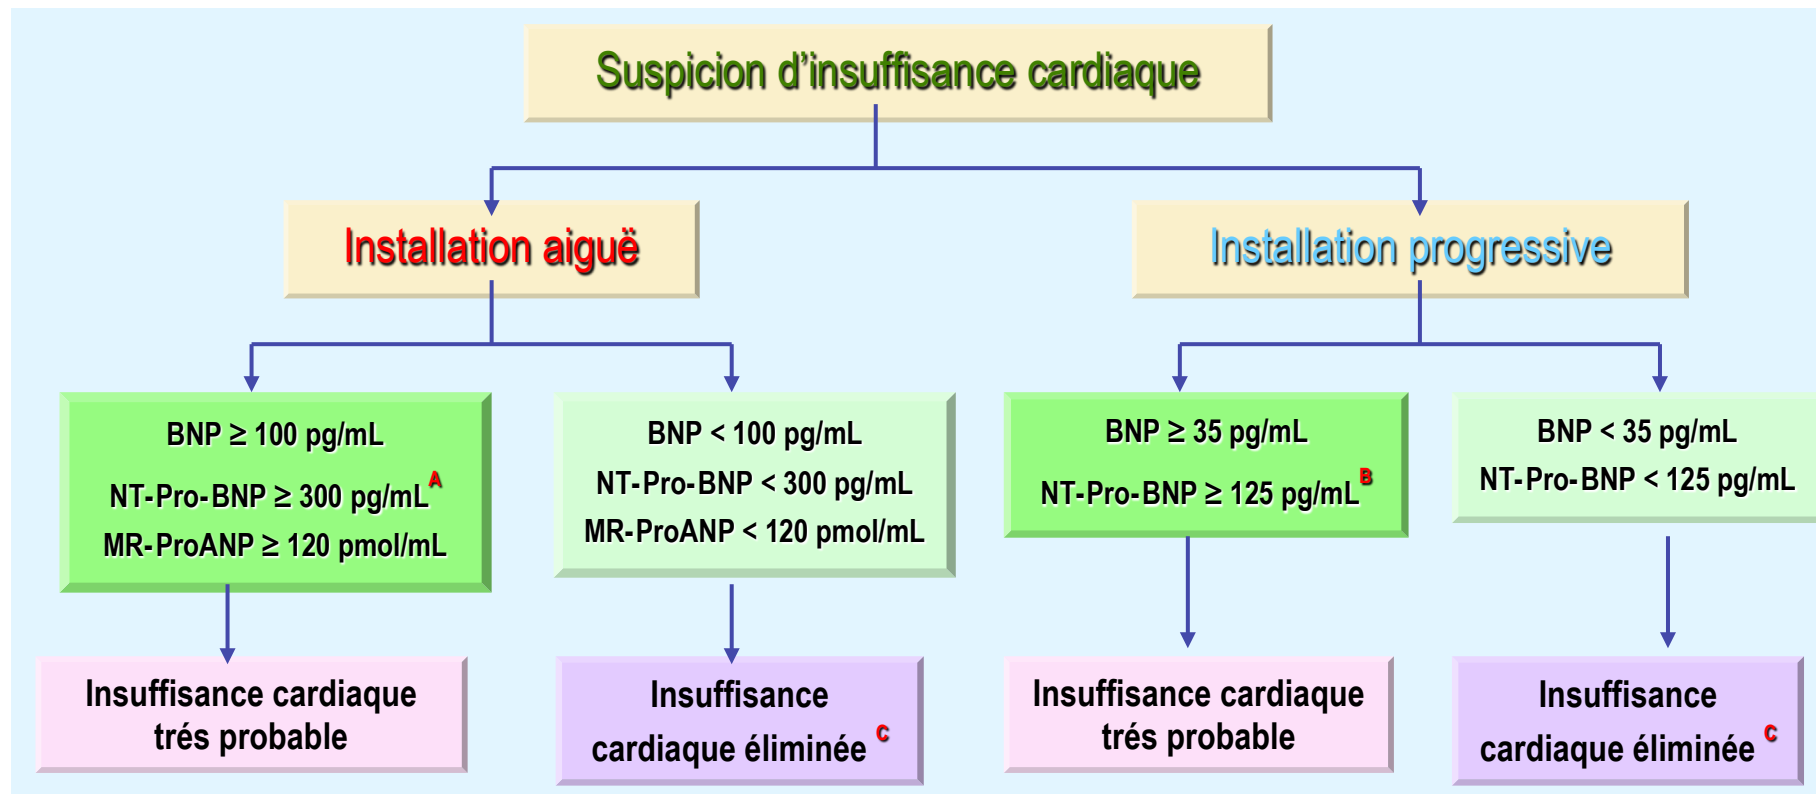 Suspicion d’insuffisance cardiaque
Installation aiguë
Installation progressive
BNP ≥ 100 pg/mL
NT-Pro-BNP ≥ 300 pg/mL A
MR-ProANP ≥ 120 pmol/mL
BNP < 100 pg/mL
NT-Pro-BNP < 300 pg/mL
MR-ProANP < 120 pmol/mL
BNP ≥ 35 pg/mL
NT-Pro-BNP ≥ 125 pg/mL B
BNP < 35 pg/mL
NT-Pro-BNP < 125 pg/mL
Insuffisance cardiaque
trés probable
Insuffisance
cardiaque éliminée C
Insuffisance cardiaque
trés probable
Insuffisance
cardiaque éliminée C